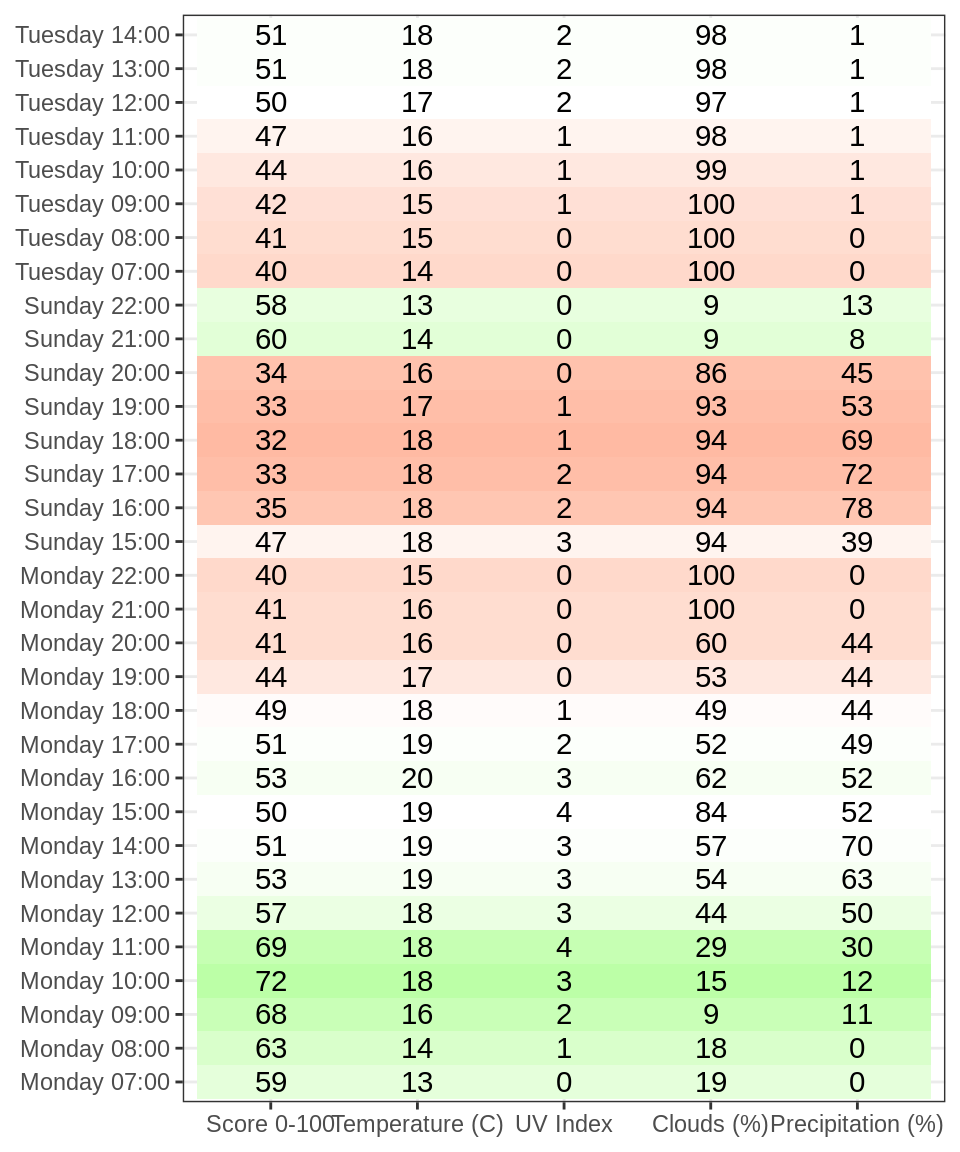 Tuesday 14:00 51 18 2 98 1
Tuesday 13:00 51 18 2 98 1
Tuesday 12:00 50 17 2 97 1
Tuesday 11:00 47 16 1 98 1
Tuesday 10:00 44 16 1 99 1
Tuesday 09:00 42 15 1 100 1
Tuesday 08:00 41 15 0 100 0
Tuesday 07:00 40 14 0 100 0
Sunday 22:00 58 13 0 9 13
Sunday 21:00 60 14 0 9 8
Sunday 20:00 34 16 0 86 45
Sunday 19:00 33 17 1 93 53
Sunday 18:00 32 18 1 94 69
Sunday 17:00 33 18 2 94 72
Sunday 16:00 35 18 2 94 78
Sunday 15:00 47 18 3 94 39
Monday 22:00 40 15 0 100 0
Monday 21:00 41 16 0 100 0
Monday 20:00 41 16 0 60 44
Monday 19:00 44 17 0 53 44
Monday 18:00 49 18 1 49 44
Monday 17:00 51 19 2 52 49
Monday 16:00 53 20 3 62 52
Monday 15:00 50 19 4 84 52
Monday 14:00 51 19 3 57 70
Monday 13:00 53 19 3 54 63
Monday 12:00 57 18 3 44 50
Monday 11:00 69 18 4 29 30
Monday 10:00 72 18 3 15 12
Monday 09:00 68 16 2 9 11
Monday 08:00 63 14 1 18 0
Monday 07:00 59 13 0 19 0
Score 0-100 Temperature (C) UV Index Clouds (%) Precipitation (%)